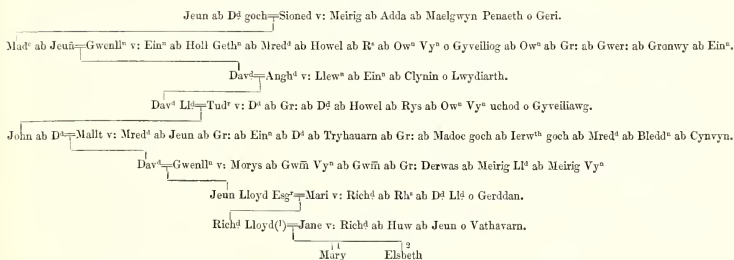 Jeun ab Dᵈ goch╤Sioned v: Meirig ab Adda ab Maelgwyn Penaeth o Geri.
Madᶜ ab Jeuñ╤Gwenllⁿ v: Einⁿ ab Holl Gethⁿ ab Mredᵈ ab Howel ab Rˢ ab Owⁿ Vyⁿ o Gyveiliog ab Owⁿ ab Gr: ab Gwer: ab Gronwy ab Einⁿ.
Davᵈ╤Anghᵈ v: Llewⁿ ab Einⁿ ab Clynin o Lwydiarth.
Davᵈ Llᵈ╤Tudʳ v: Dᵈ ab Gr: ab Dᵈ ab Howel ab Rys ab Owⁿ Vyⁿ uchod o Gyveiliawg.
John ab Dᵈ╤Mallt v: Mredᵈ ab Jeun ab Gr: ab Einⁿ ab Dᵈ ab Tryhauarn ab Gr: ab Madoc goch ab Ierwᵗʰ goch ab Mredᵈ ab Bleddⁿ ab Cynvyn.
Davᵈ╤Gwenllⁿ v: Morys ab Gwm̄ Vyⁿ ab Gwm̄ ab Gr: Derwas ab Meirig Llᵈ ab Meirig Vyⁿ
Jeun Lloyd Esgʳ╤Mari v: Richᵈ ab Rhˢ ab Dᵈ Llᵈ o Gerddan.
Richᵈ Lloyd(¹)╤Jane v: Richᵈ ab Huw ab Jeun o Vathavarn.
1 2
Mary Elsbeth